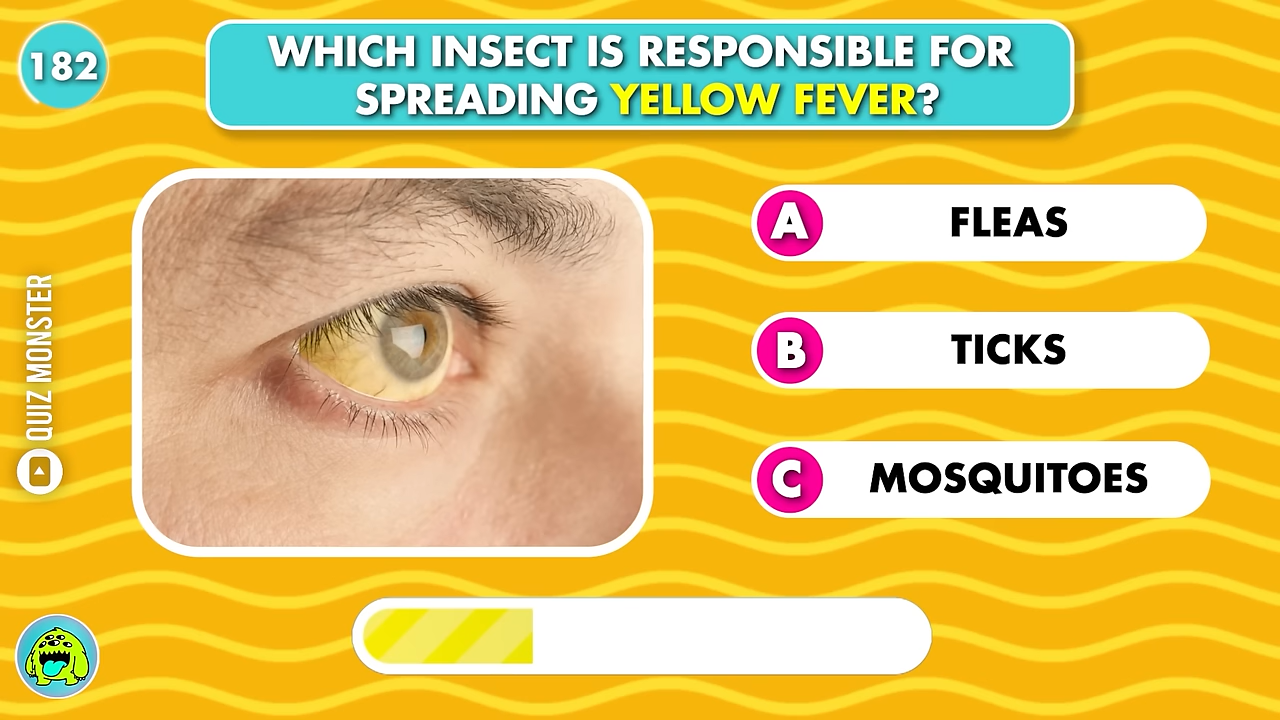 182
WHICH INSECT IS RESPONSIBLE FOR
SPREADING YELLOW FEVER?
A FLEAS
B TICKS
C MOSQUITOES
QUIZ MONSTER